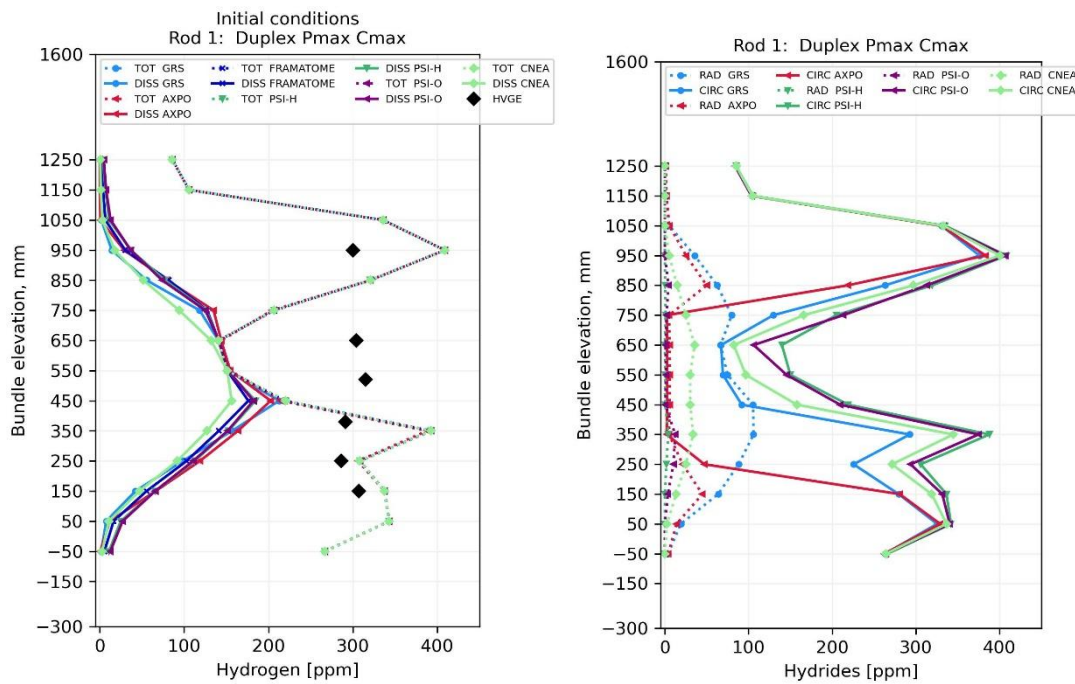 Initial conditions
Rod 1: Duplex Pmax Cmax
1600
TOT GRS
DISS GRS
TOT AXPO
DISS AXPO
TOT FRAMATOME
DISS FRAMATOME
TOT PSI-H
DISS PSI-H
TOT PSI-O
DISS PSI-O
TOT CNEA
DISS CNEA
HVGE
1250
1150
1050
950
850
750
650
550
450
350
250
150
50
−50
−150
−300
Bundle elevation, mm
0 100 200 300 400
Hydrogen [ppm]
Rod 1: Duplex Pmax Cmax
1600
RAD GRS
CIRC GRS
RAD AXPO
CIRC AXPO
RAD PSI-H
CIRC PSI-H
RAD PSI-O
CIRC PSI-O
RAD CNEA
CIRC CNEA
1250
1150
1050
950
850
750
650
550
450
350
250
150
50
−50
−150
−300
Bundle elevation, mm
0 100 200 300 400
Hydrides [ppm]